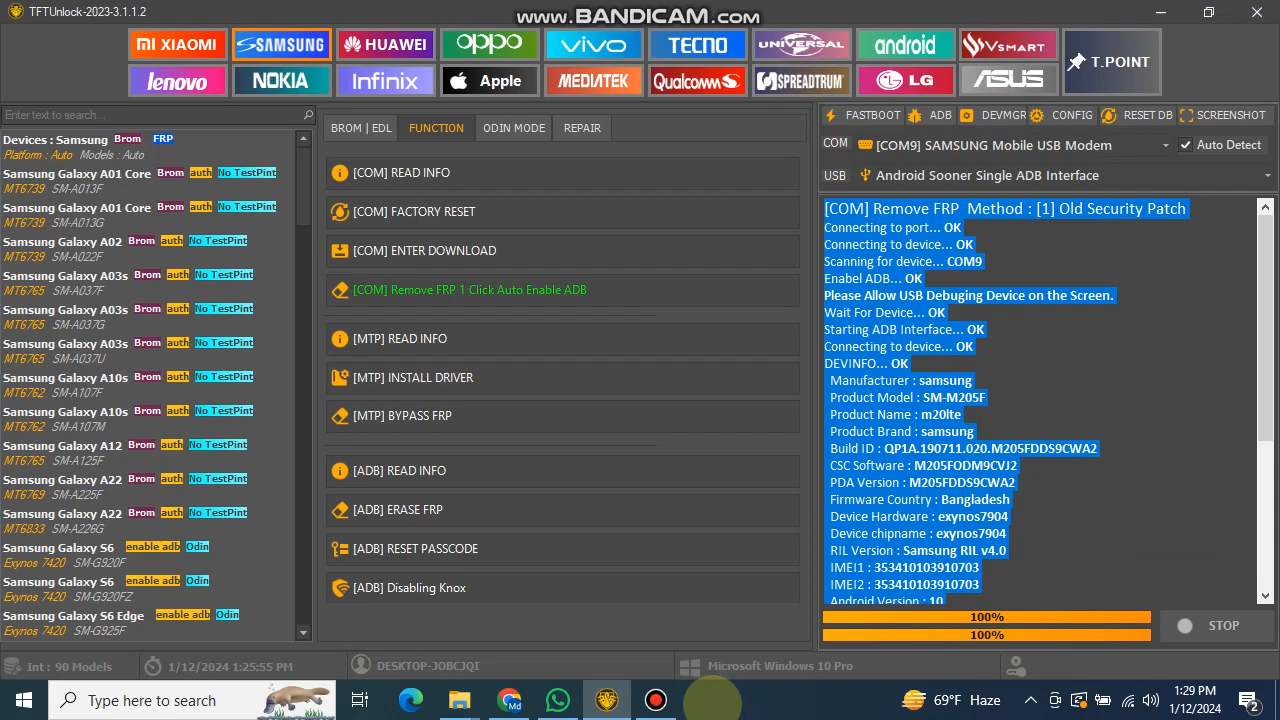 TFTUnlock-2023-3.1.1.2
www.BANDICAM.com
MI XIAOMI
SAMSUNG
HUAWEI
oppo
vivo
TECNO
UNIVERSAL
android
VSMART
T.POINT
lenovo
NOKIA
Infinix
Apple
MEDIATEK
Qualcomm
SPREADTRUM
LG
ASUS
Enter text to search...
Devices : Samsung Brom FRP
Platform : Auto Models : Auto
Samsung Galaxy A01 Core Brom auth No TestPint
MT6739 SM-A013F
Samsung Galaxy A01 Core Brom auth No TestPint
MT6739 SM-A013G
Samsung Galaxy A02 Brom auth No TestPint
MT6739 SM-A022F
Samsung Galaxy A03s Brom auth No TestPint
MT6765 SM-A037F
Samsung Galaxy A03s Brom auth No TestPint
MT6765 SM-A037G
Samsung Galaxy A03s Brom auth No TestPint
MT6765 SM-A037U
Samsung Galaxy A10s Brom auth No TestPint
MT6762 SM-A107F
Samsung Galaxy A10s Brom auth No TestPint
MT6762 SM-A107M
Samsung Galaxy A12 Brom auth No TestPint
MT6765 SM-A125F
Samsung Galaxy A22 Brom auth No TestPint
MT6769 SM-A225F
Samsung Galaxy A22 Brom auth No TestPint
MT6833 SM-A226G
Samsung Galaxy S6 enable adb Odin
Exynos 7420 SM-G920F
Samsung Galaxy S6 enable adb Odin
Exynos 7420 SM-G920FZ
Samsung Galaxy S6 Edge enable adb Odin
Exynos 7420 SM-G925F
BROM | EDL FUNCTION ODIN MODE REPAIR
[COM] READ INFO
[COM] FACTORY RESET
[COM] ENTER DOWNLOAD
[COM] Remove FRP 1 Click Auto Enable ADB
[MTP] READ INFO
[MTP] INSTALL DRIVER
[MTP] BYPASS FRP
[ADB] READ INFO
[ADB] ERASE FRP
[ADB] RESET PASSCODE
[ADB] Disabling Knox
FASTBOOT ADB DEVMGR CONFIG RESET DB SCREENSHOT
COM [COM9] SAMSUNG Mobile USB Modem Auto Detect
USB Android Sooner Single ADB Interface
[COM] Remove FRP Method : [1] Old Security Patch
Connecting to port... OK
Connecting to device... OK
Scanning for device... COM9
Enabel ADB... OK
Please Allow USB Debuging Device on the Screen.
Wait For Device... OK
Starting ADB Interface... OK
Connecting to device... OK
DEVINFO... OK
Manufacturer : samsung
Product Model : SM-M205F
Product Name : m20lte
Product Brand : samsung
Build ID : QP1A.190711.020.M205FDDS9CWA2
CSC Software : M205FODM9CVJ2
PDA Version : M205FDDS9CWA2
Firmware Country : Bangladesh
Device Hardware : exynos7904
Device chipname : exynos7904
RIL Version : Samsung RIL v4.0
IMEI1 : 353410103910703
IMEI2 : 353410103910703
Android Version : 10
100%
100%
STOP
Int : 90 Models
1/12/2024 1:25:55 PM
DESKTOP-JOBCJQI
Microsoft Windows 10 Pro
Type here to search
Md
69°F Haze
1:29 PM
1/12/2024
2